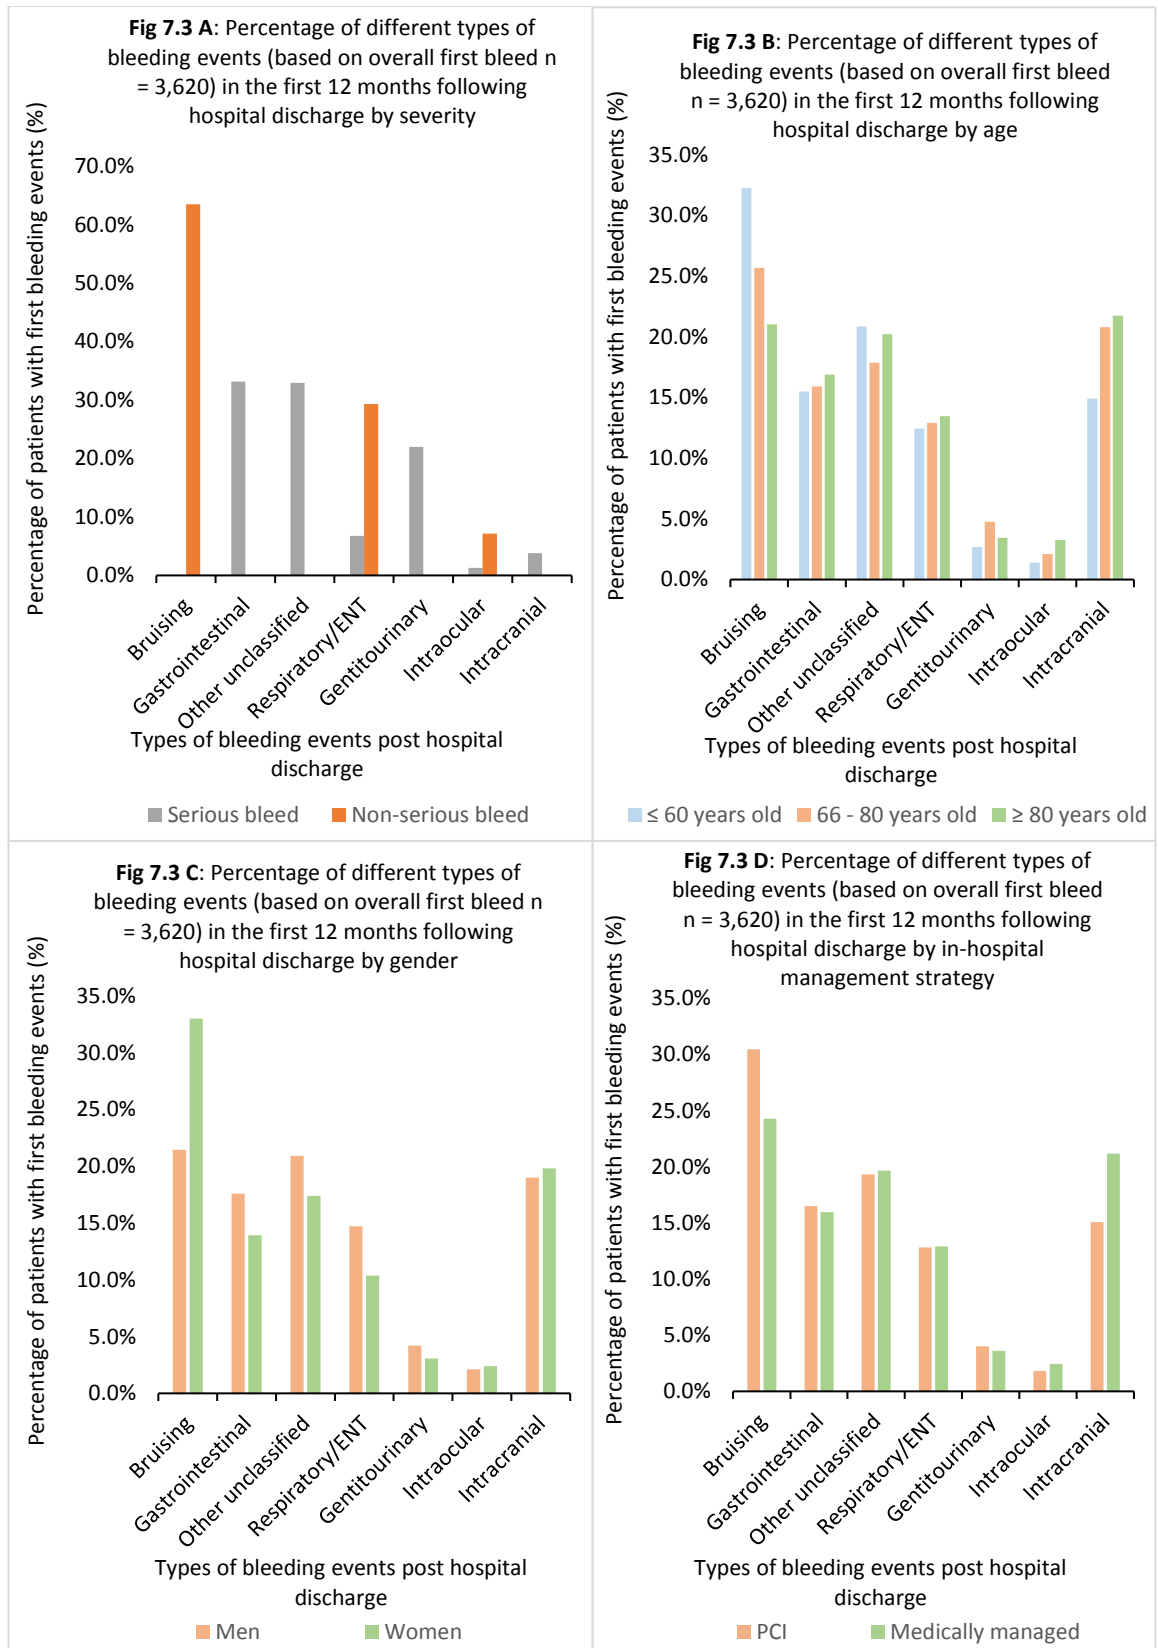 Fig 7.3 A: Percentage of different types of
bleeding events (based on overall first bleed n
= 3,620) in the first 12 months following
hospital discharge by severity
Percentage of patients with first bleeding events (%)
70.0%
60.0%
50.0%
40.0%
30.0%
20.0%
10.0%
0.0%
Bruising
Gastrointestinal
Other unclassified
Respiratory/ENT
Gentitourinary
Intraocular
Intracranial
Types of bleeding events post hospital
discharge
Serious bleed
Non-serious bleed
Fig 7.3 B: Percentage of different types of
bleeding events (based on overall first bleed
n = 3,620) in the first 12 months following
hospital discharge by age
Percentage of patients with first bleeding events (%)
35.0%
30.0%
25.0%
20.0%
15.0%
10.0%
5.0%
0.0%
Bruising
Gastrointestinal
Other unclassified
Respiratory/ENT
Gentitourinary
Intraocular
Intracranial
Types of bleeding events post hospital
discharge
≤ 60 years old
66 - 80 years old
≥ 80 years old
Fig 7.3 C: Percentage of different types of
bleeding events (based on overall first bleed n
= 3,620) in the first 12 months following
hospital discharge by gender
Percentage of patients with first bleeding events (%)
35.0%
30.0%
25.0%
20.0%
15.0%
10.0%
5.0%
0.0%
Bruising
Gastrointestinal
Other unclassified
Respiratory/ENT
Gentitourinary
Intraocular
Intracranial
Types of bleeding events post hospital
discharge
Men
Women
Fig 7.3 D: Percentage of different types of
bleeding events (based on overall first bleed
n = 3,620) in the first 12 months following
hospital discharge by in-hospital
management strategy
Percentage of patients with first bleeding events (%)
35.0%
30.0%
25.0%
20.0%
15.0%
10.0%
5.0%
0.0%
Bruising
Gastrointestinal
Other unclassified
Respiratory/ENT
Gentitourinary
Intraocular
Intracranial
Types of bleeding events post hospital
discharge
PCI
Medically managed